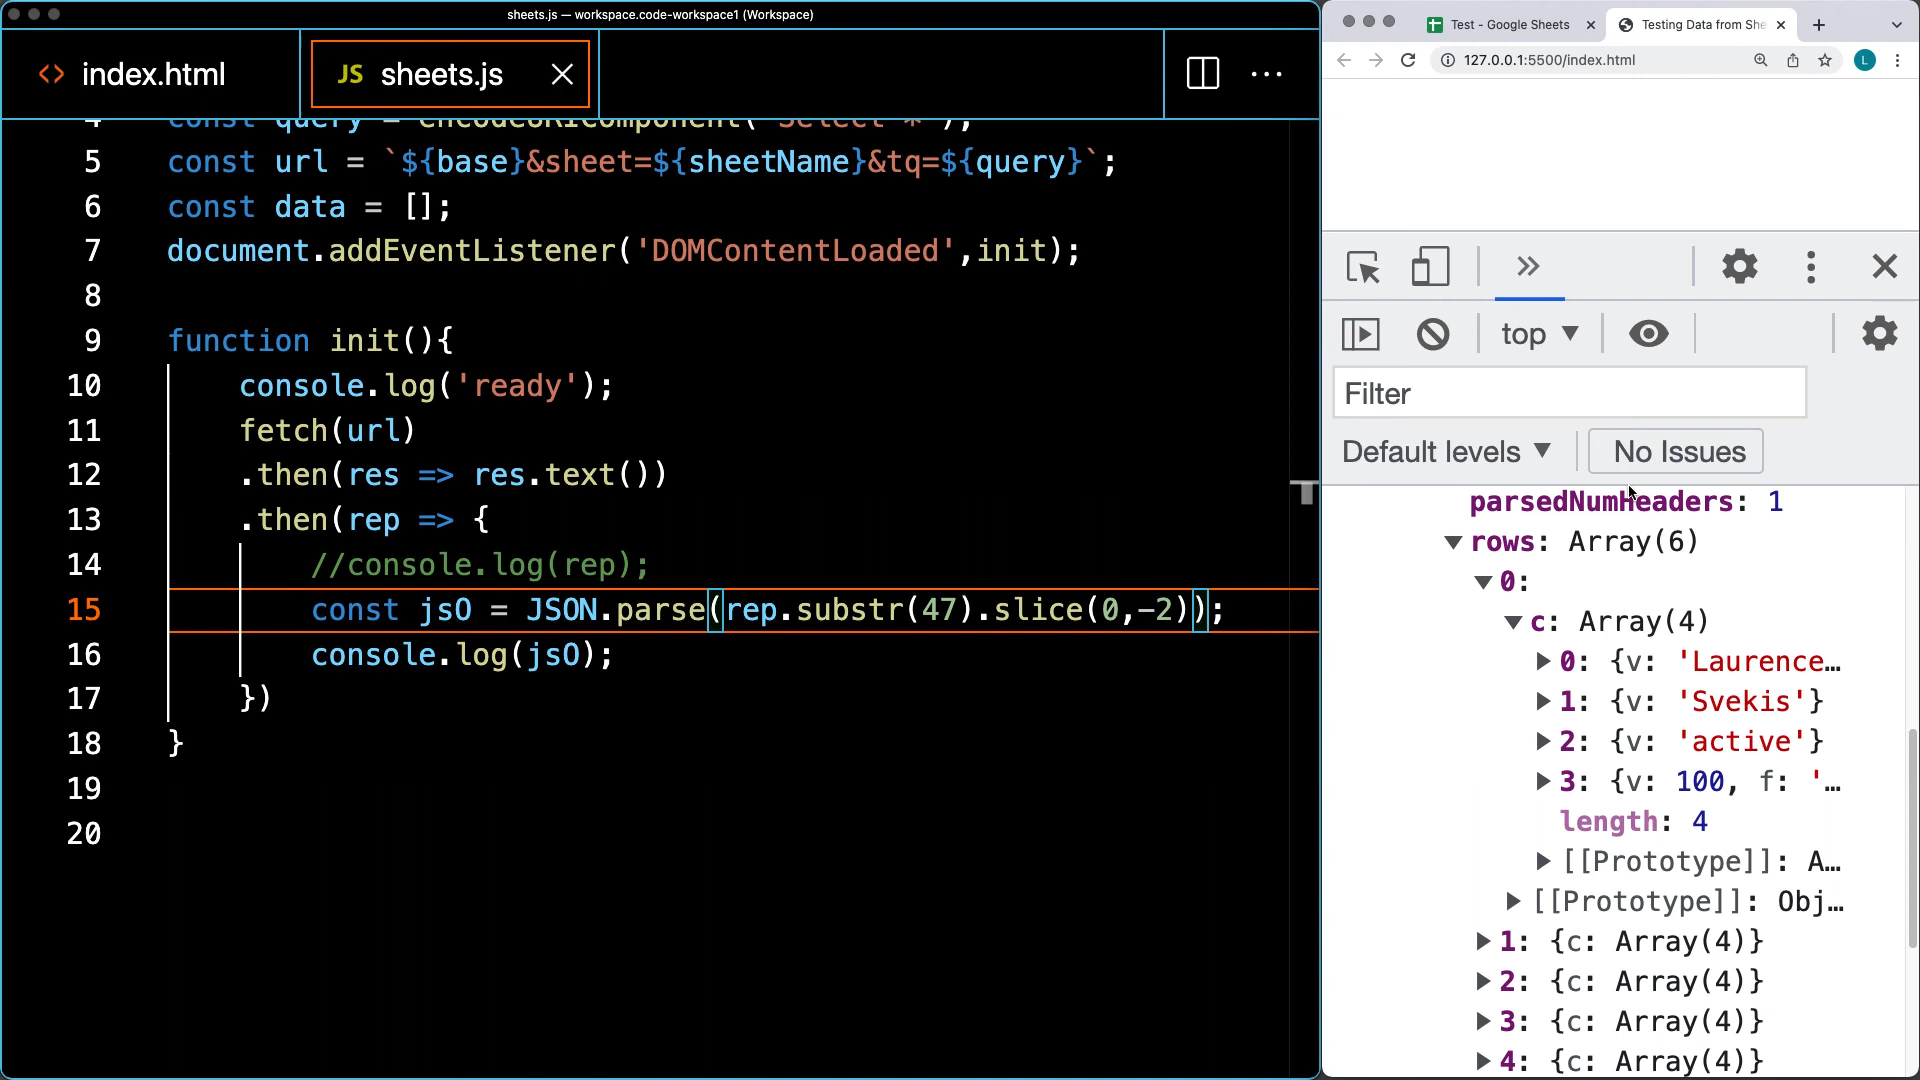 sheets.js — workspace.code-workspace1 (Workspace)
<> index.html
JS sheets.js
4 const query = encodeURIComponent('Select *');
5 const url = `${base}&sheet=${sheetName}&tq=${query}`;
6 const data = [];
7 document.addEventListener('DOMContentLoaded',init);
8
9 function init(){
10 console.log('ready');
11 fetch(url)
12 .then(res => res.text())
13 .then(rep => {
14 //console.log(rep);
15 const jsO = JSON.parse(rep.substr(47).slice(0,-2));
16 console.log(jsO);
17 })
18 }
19
20
Test - Google Sheets
Testing Data from She
127.0.0.1:5500/index.html
L
top
Filter
Default levels
No Issues
parsedNumHeaders: 1
rows: Array(6)
0:
c: Array(4)
0: {v: 'Laurence…
1: {v: 'Svekis'}
2: {v: 'active'}
3: {v: 100, f: '…
length: 4
[[Prototype]]: A…
[[Prototype]]: Obj…
1: {c: Array(4)}
2: {c: Array(4)}
3: {c: Array(4)}
4: {c: Array(4)}